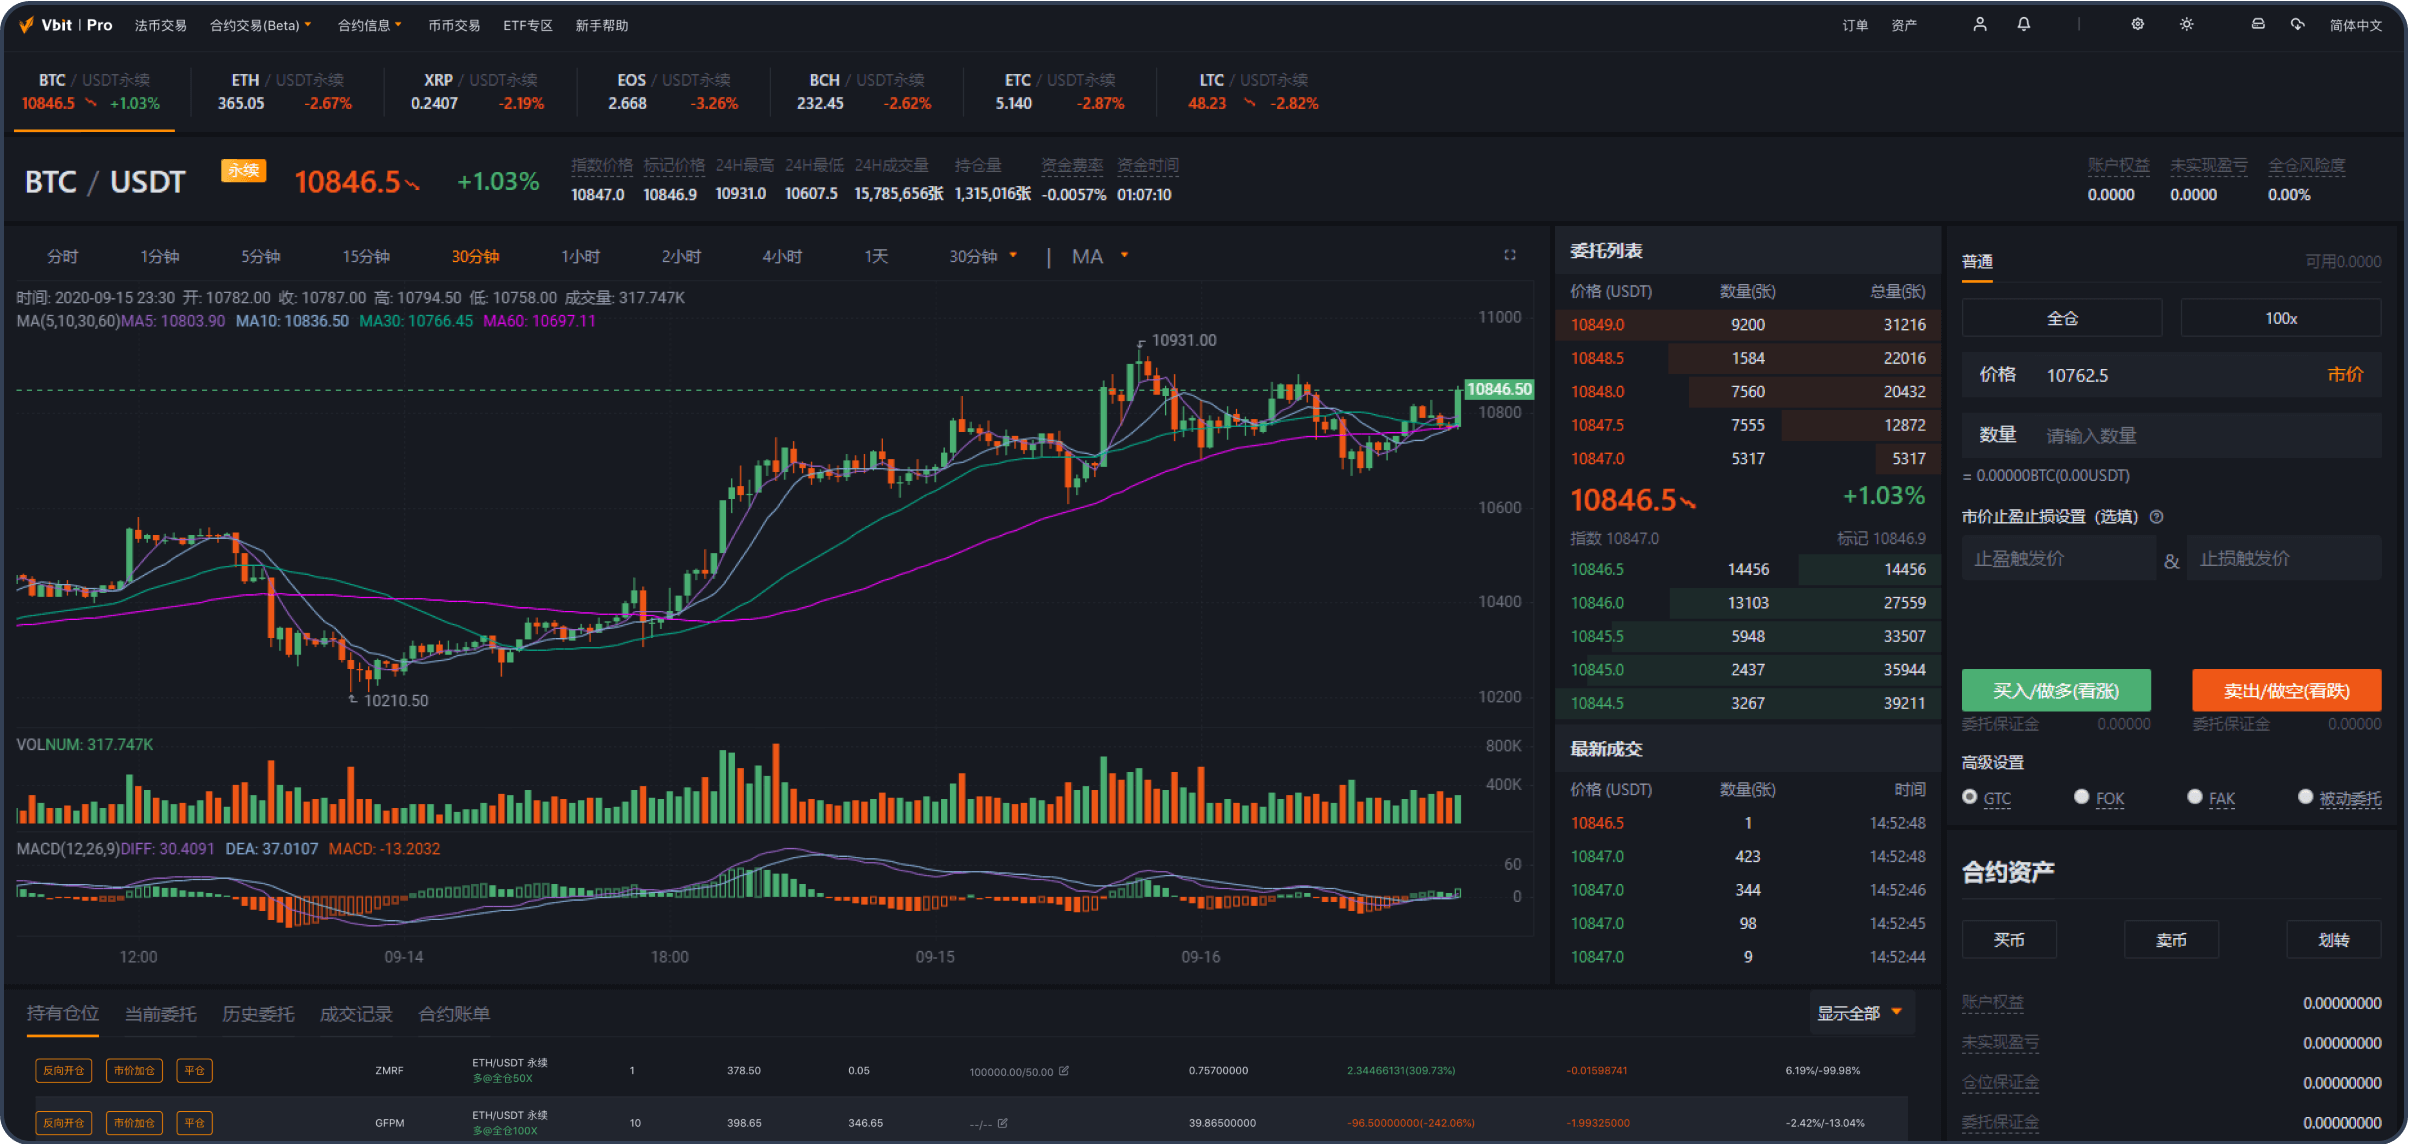 Vbit | Pro 法币交易 合约交易(Beta) 合约信息 币币交易 ETF专区 新手帮助 订单 资产 简体中文
BTC / USDT永续 ETH / USDT永续 XRP / USDT永续 EOS / USDT永续 BCH / USDT永续 ETC / USDT永续 LTC / USDT永续
10846.5 +1.03% 365.05 -2.67% 0.2407 -2.19% 2.668 -3.26% 232.45 -2.62% 5.140 -2.87% 48.23 -2.82%
BTC / USDT 永续 10846.5 +1.03%
指数价格 标记价格 24H最高 24H最低 24H成交量 持仓量 资金费率 资金时间
10847.0 10846.9 10931.0 10607.5 15,785,656张 1,315,016张 -0.0057% 01:07:10
账户权益 未实现盈亏 全仓风险度
0.0000 0.0000 0.00%
分时 1分钟 5分钟 15分钟 30分钟 1小时 2小时 4小时 1天 30分钟 | MA
时间: 2020-09-15 23:30 开: 10782.00 收: 10787.00 高: 10794.50 低: 10758.00 成交量: 317.747K
MA(5,10,30,60)MA5: 10803.90 MA10: 10836.50 MA30: 10766.45 MA60: 10697.11
11000
10931.00
10846.50
10800
10600
10400
10200
10210.50
VOLNUM: 317.747K
800K
400K
MACD(12,26,9)DIFF: 30.4091 DEA: 37.0107 MACD: -13.2032
60
0
12:00 09-14 18:00 09-15 09-16
委托列表
价格 (USDT) 数量(张) 总量(张)
10849.0 9200 31216
10848.5 1584 22016
10848.0 7560 20432
10847.5 7555 12872
10847.0 5317 5317
10846.5 +1.03%
指数 10847.0 标记 10846.9
10846.5 14456 14456
10846.0 13103 27559
10845.5 5948 33507
10845.0 2437 35944
10844.5 3267 39211
最新成交
价格 (USDT) 数量(张) 时间
10846.5 1 14:52:48
10847.0 423 14:52:48
10847.0 344 14:52:46
10847.0 98 14:52:45
10847.0 9 14:52:44
普通 可用0.0000
全仓 100x
价格 10762.5 市价
数量 请输入数量
= 0.00000BTC(0.00USDT)
市价止盈止损设置 (选填) ?
止盈触发价 & 止损触发价
买入/做多(看涨) 卖出/做空(看跌)
委托保证金 0.00000 委托保证金 0.00000
高级设置
GTC FOK FAK 被动委托
合约资产
买币 卖币 划转
账户权益 0.00000000
未实现盈亏 0.00000000
仓位保证金 0.00000000
委托保证金 0.00000000
持有仓位 当前委托 历史委托 成交记录 合约账单 显示全部
反向开仓 市价加仓 平仓 ZMRF ETH/USDT 永续 1 378.50 0.05 100000.00/50.00 0.75700000 2.34466131(309.73%) -0.01598741 6.19%/-99.98%
多@全仓50X
反向开仓 市价加仓 平仓 GFPM ETH/USDT 永续 10 398.65 346.65 --/-- 39.86500000 -96.50000000(-242.06%) -1.99325000 -2.42%/-13.04%
多@全仓100X